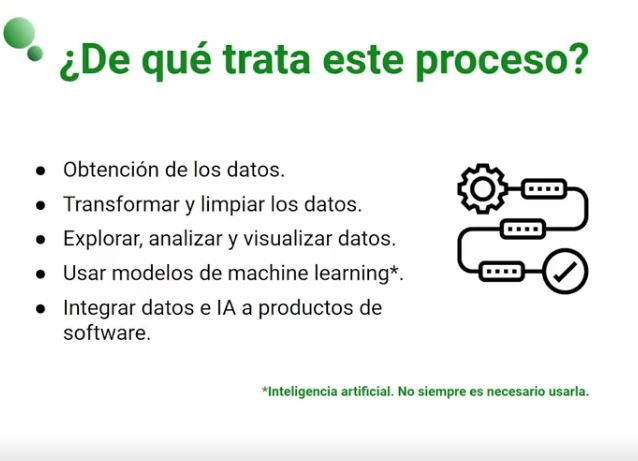 ¿De qué trata este proceso?
● Obtención de los datos.
● Transformar y limpiar los datos.
● Explorar, analizar y visualizar datos.
● Usar modelos de machine learning*.
● Integrar datos e IA a productos de
software.
*Inteligencia artificial. No siempre es necesario usarla.